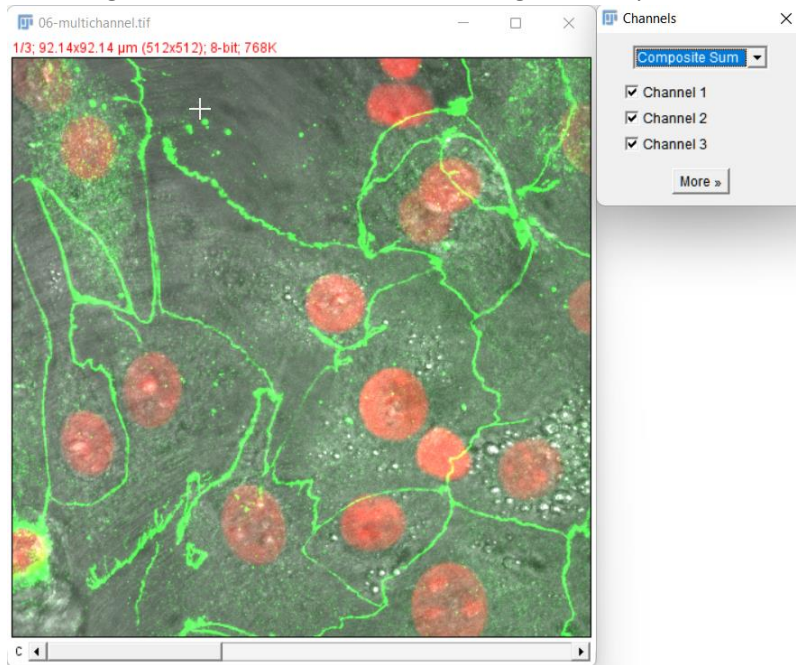 06-multichannel.tif
1/3; 92.14x92.14 µm (512x512); 8-bit; 768K
C
Channels
Composite Sum
Channel 1
Channel 2
Channel 3
More »